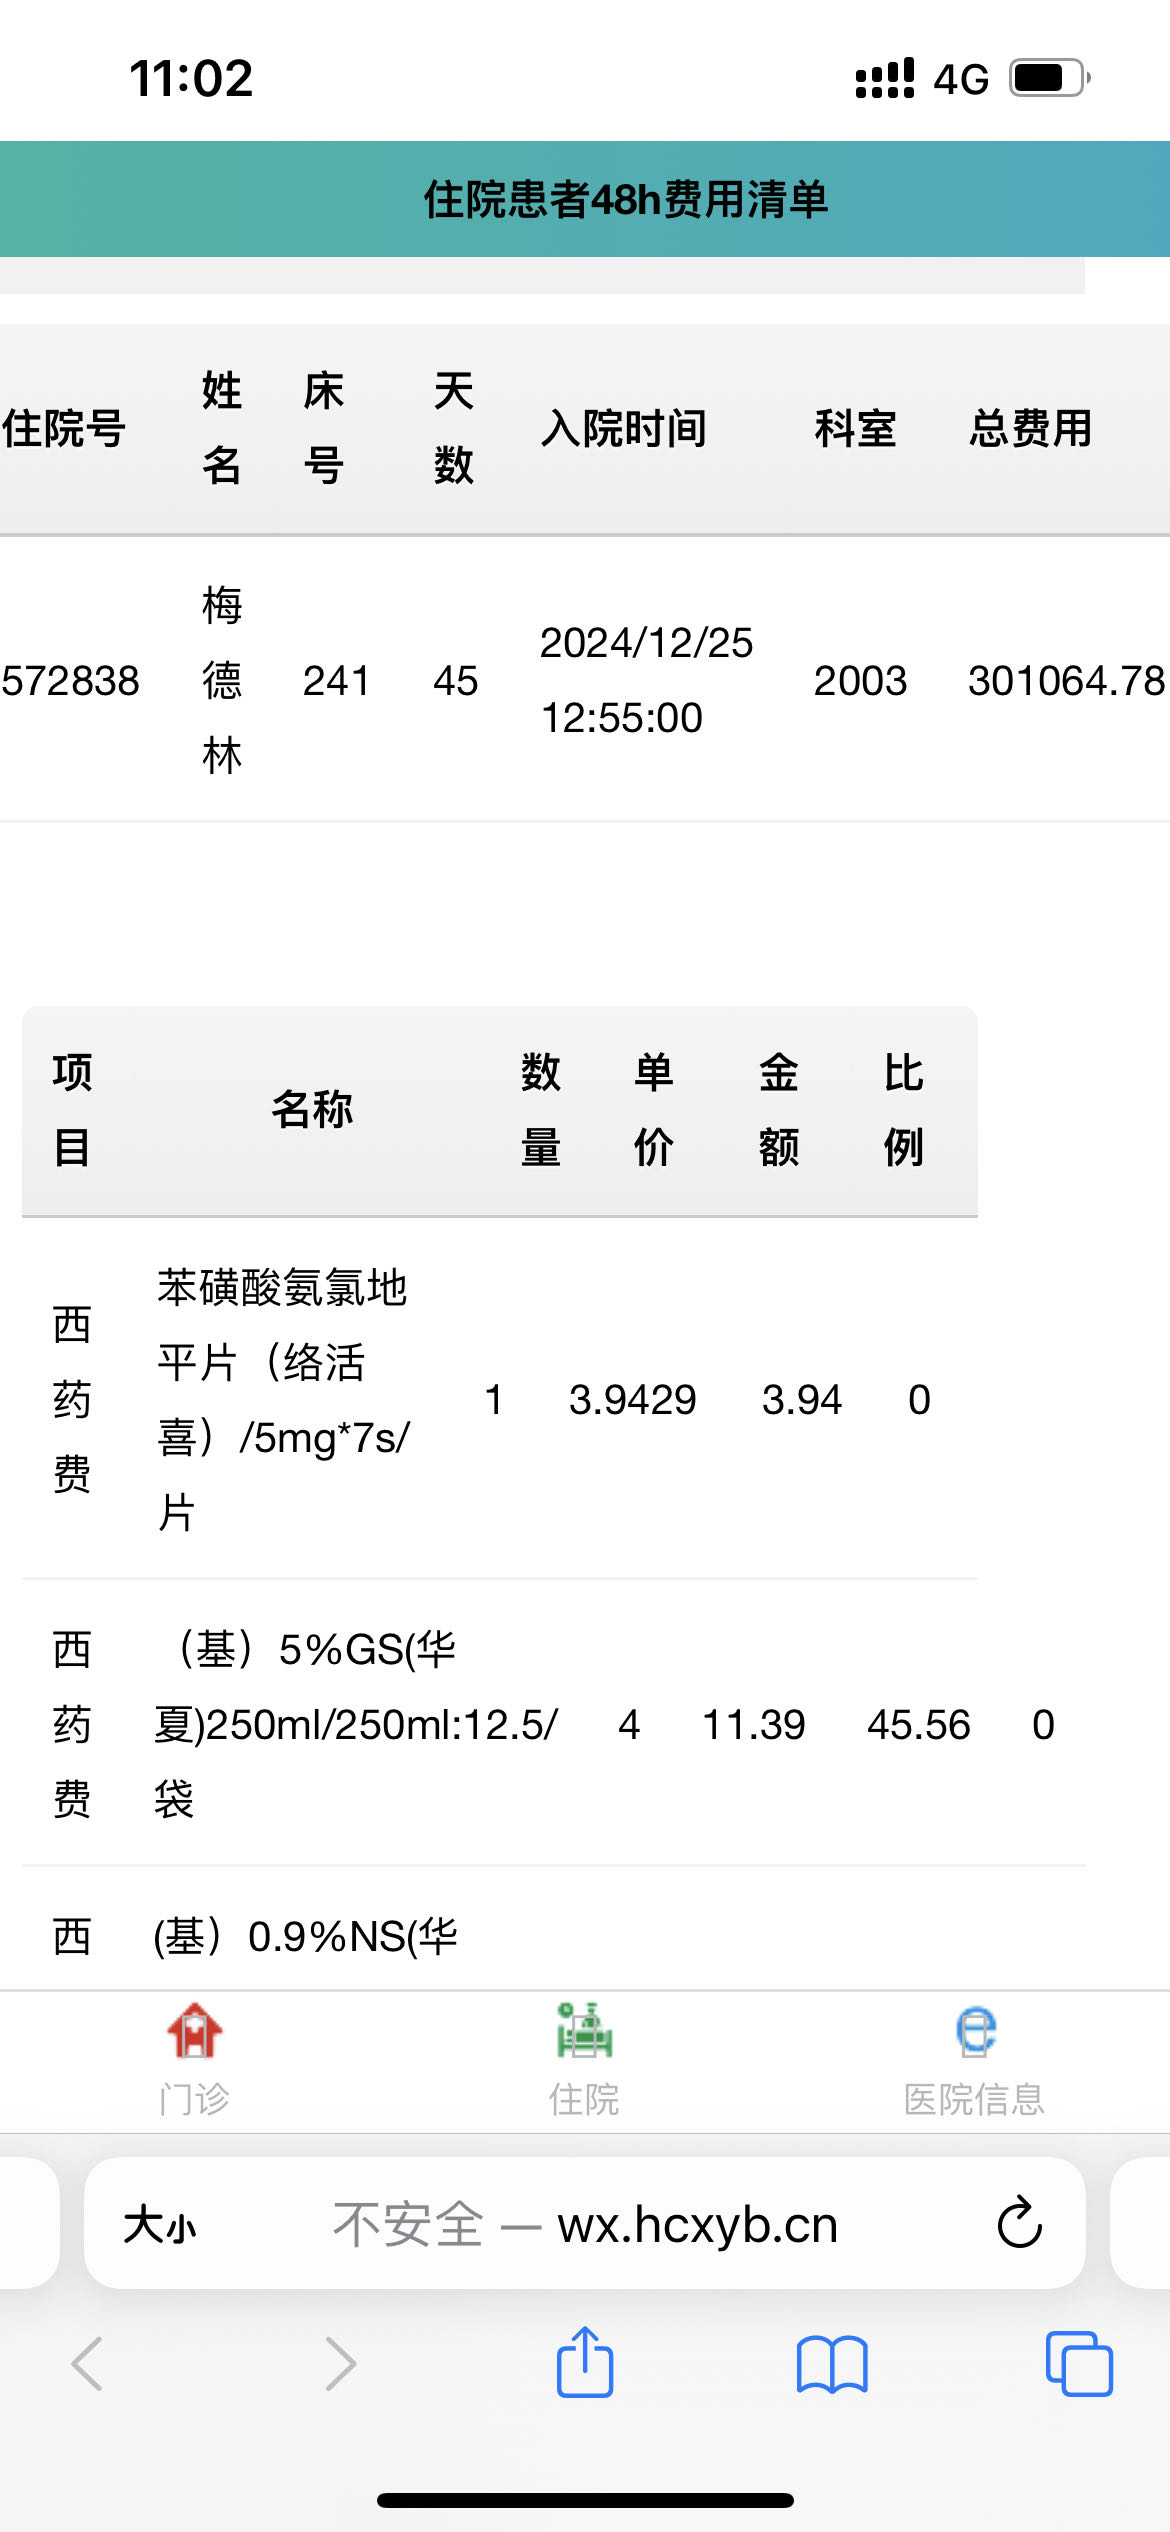 11:02 4G
住院患者48h费用清单
住院号 姓名 床号 天数 入院时间 科室 总费用
572838 梅德林 241 45 2024/12/25 12:55:00 2003 301064.78
项目 名称 数量 单价 金额 比例
西药费 苯磺酸氨氯地平片（络活喜）/5mg*7s/片 1 3.9429 3.94 0
西药费 （基）5%GS(华夏)250ml/250ml:12.5/袋 4 11.39 45.56 0
西 (基）0.9%NS(华
门诊 住院 医院信息
大小 不安全 — wx.hcxyb.cn